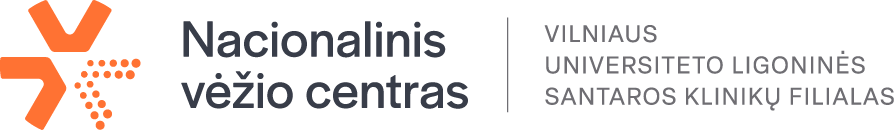 Nacionalinis
vėžio centras
VILNIAUS
UNIVERSITETO LIGONINĖS
SANTAROS KLINIKŲ FILIALAS